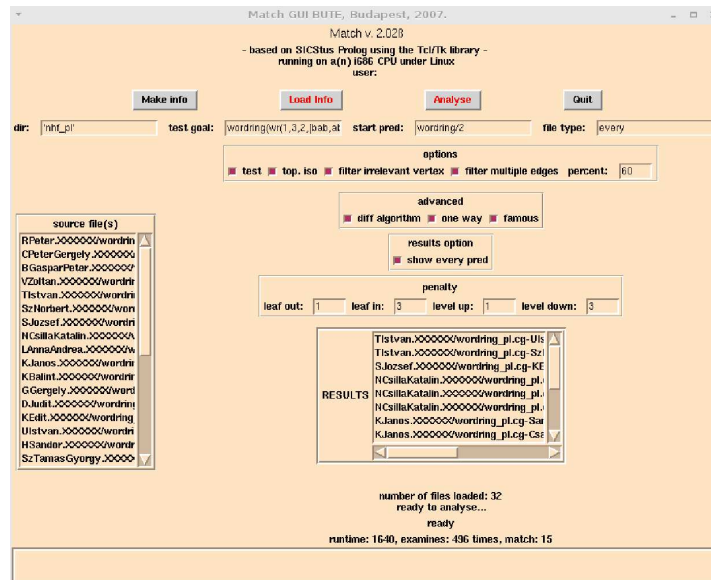 Match GUI BUTE, Budapest, 2007.
Match v. 2.028
- based on SICStus Prolog using the Tcl/Tk library -
running on a(n) i686 CPU under Linux
user:
Make info Load Info Analyse Quit
dir: 'nhf_pl' test goal: wordring(wr(1,3,2,[bab,ab start pred: wordring/2 file type: every
options
test top. iso filter irrelevant vertex filter multiple edges percent: 60
advanced
diff algorithm one way famous
results option
show every pred
penalty
leaf out: 1 leaf in: 3 level up: 1 level down: 3
source file(s)
RPeter.XXXXXX/wordrin
CPeterGergely.XXXXXX/
BGasparPeter.XXXXXX/
VZoltan.XXXXXX/wordrin
TIstvan.XXXXXX/wordrin
SzNorbert.XXXXXX/word
SJozsef.XXXXXX/wordri
NCsillaKatalin.XXXXXX/
LAnnaAndrea.XXXXXX/w
KJanos.XXXXXX/wordrin
KBalint.XXXXXX/wordrin
GGergely.XXXXXX/word
DJudit.XXXXXX/wordring
KEdit.XXXXXX/wordring_
UIstvan.XXXXXX/wordri
HSandor.XXXXXX/wordr
SzTamasGyorgy.XXXXX
RESULTS
TIstvan.XXXXXX/wordring_pl.cg-UIs
TIstvan.XXXXXX/wordring_pl.cg-SzI
SJozsef.XXXXXX/wordring_pl.cg-KE
NCsillaKatalin.XXXXXX/wordring_pl.
NCsillaKatalin.XXXXXX/wordring_pl.
NCsillaKatalin.XXXXXX/wordring_pl.
KJanos.XXXXXX/wordring_pl.cg-Sar
KJanos.XXXXXX/wordring_pl.cg-Csa
number of files loaded: 32
ready to analyse...
ready
runtime: 1640, examines: 496 times, match: 15